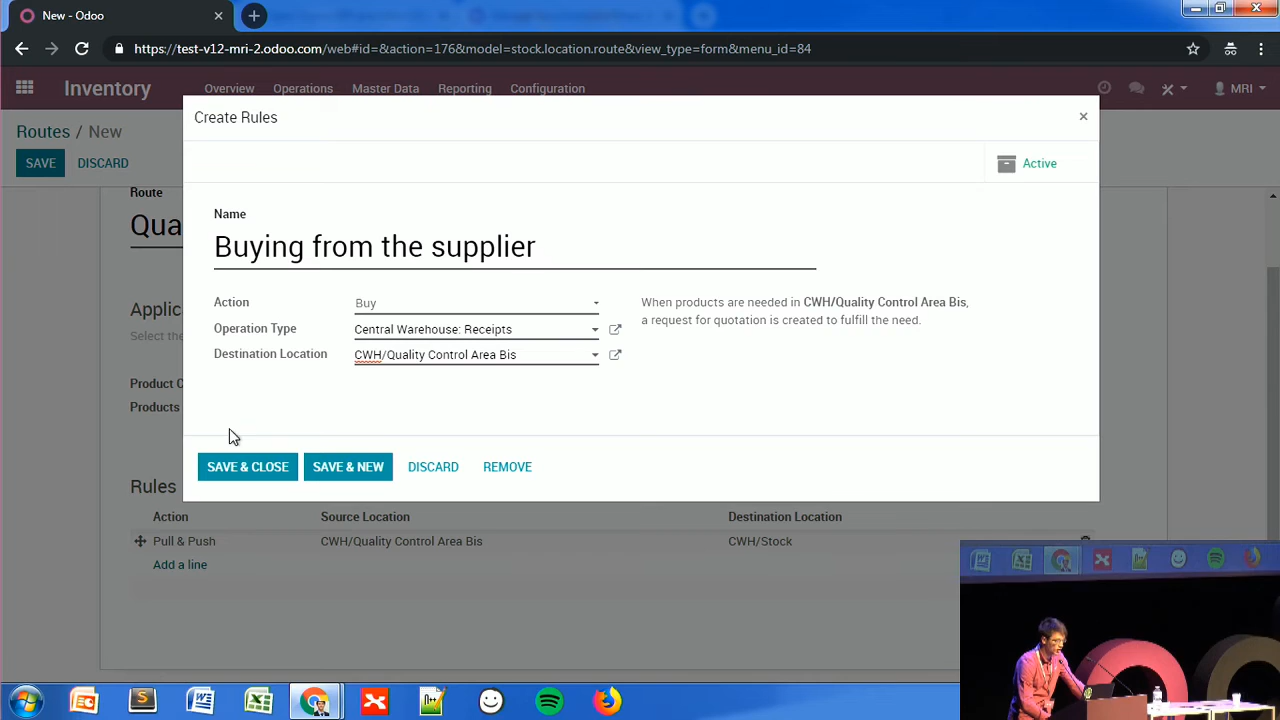 New - Odoo
https://test-v12-mri-2.odoo.com/web#id=&action=176&model=stock.location.route&view_type=form&menu_id=84
Inventory Overview Operations Master Data Reporting Configuration MRI
Routes / New
SAVE DISCARD
Create Rules
Active
Route
Qua
Name
Buying from the supplier
Action Buy
Operation Type Central Warehouse: Receipts
Destination Location CWH/Quality Control Area Bis
When products are needed in CWH/Quality Control Area Bis,
a request for quotation is created to fulfill the need.
Applic
Select the
Product C
Products
SAVE & CLOSE SAVE & NEW DISCARD REMOVE
Rules
Action Source Location Destination Location
Pull & Push CWH/Quality Control Area Bis CWH/Stock
Add a line